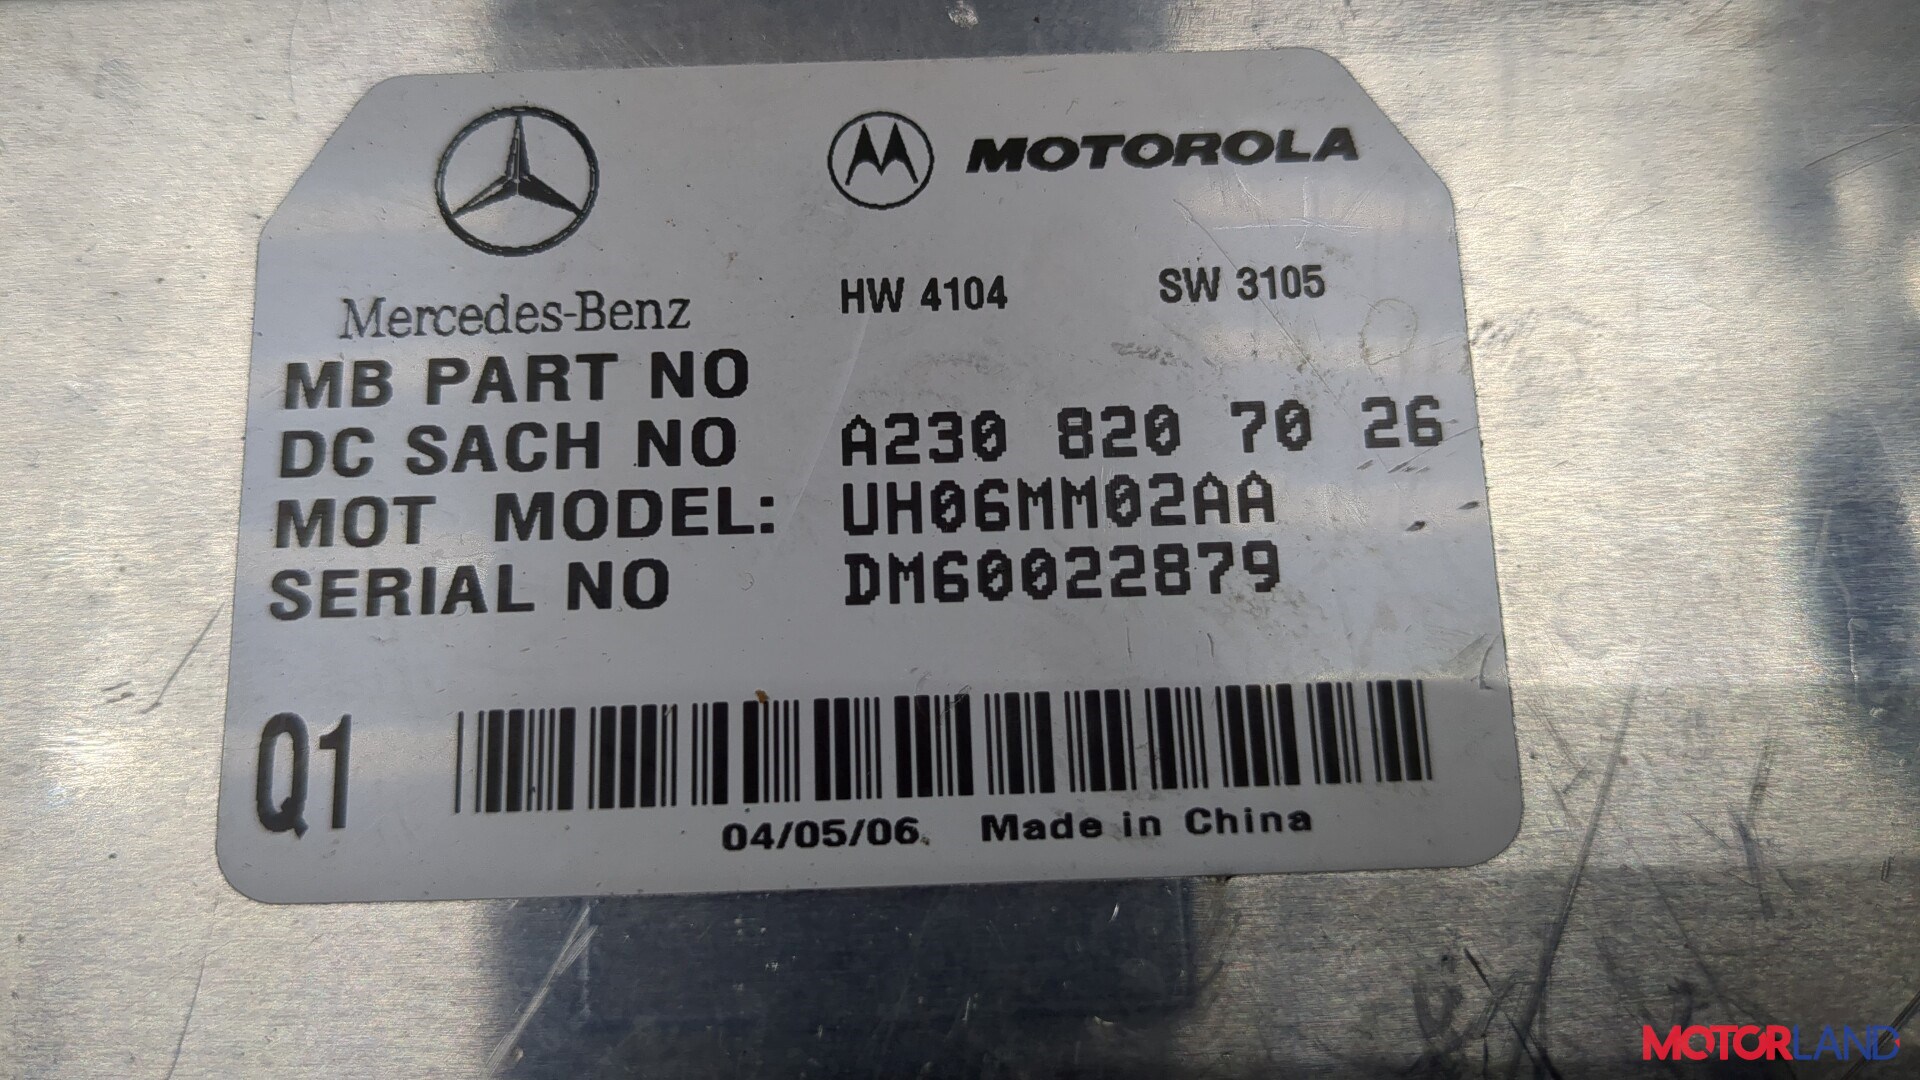 MOTOROLA
Mercedes-Benz
HW 4104 SW 3105
MB PART NO
DC SACH NO A230 820 70 26
MOT MODEL: UH06MM02AA
SERIAL NO DM60022879
Q1
04/05/06. Made in China
MOTORLAND